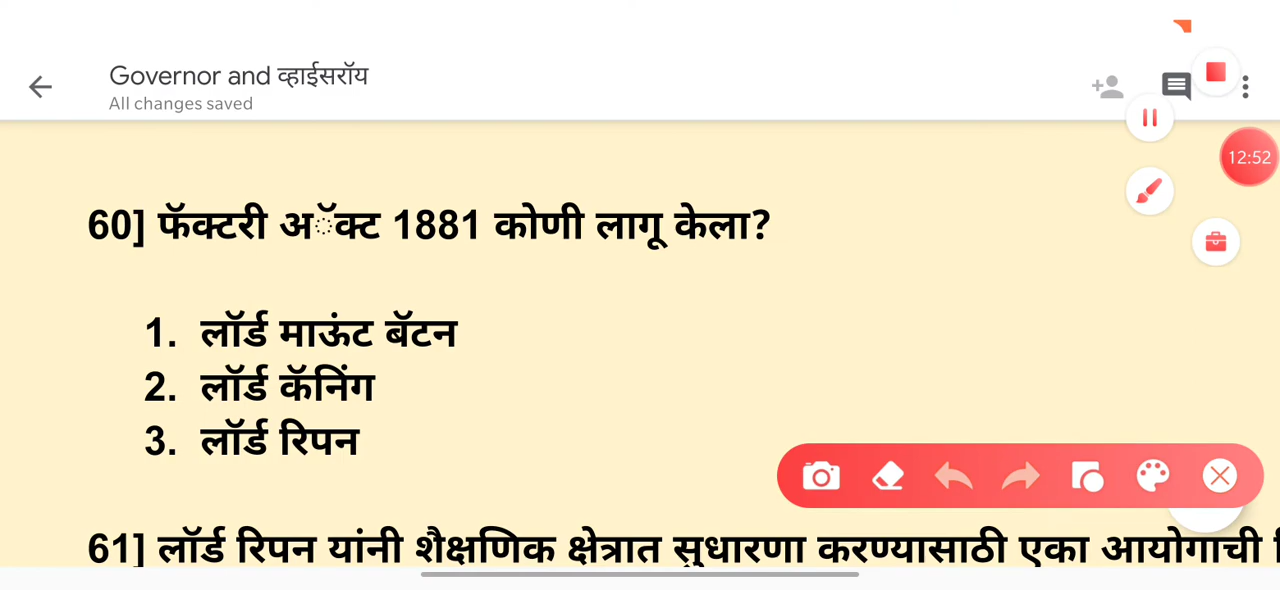 Governor and व्हाईसरॉय
All changes saved
12:52
60] फॅक्टरी अॅक्ट 1881 कोणी लागू केला?
1. लॉर्ड माऊंट बॅटन
2. लॉर्ड कॅनिंग
3. लॉर्ड रिपन
61] लॉर्ड रिपन यांनी शैक्षणिक क्षेत्रात सुधारणा करण्यासाठी एका आयोगाची